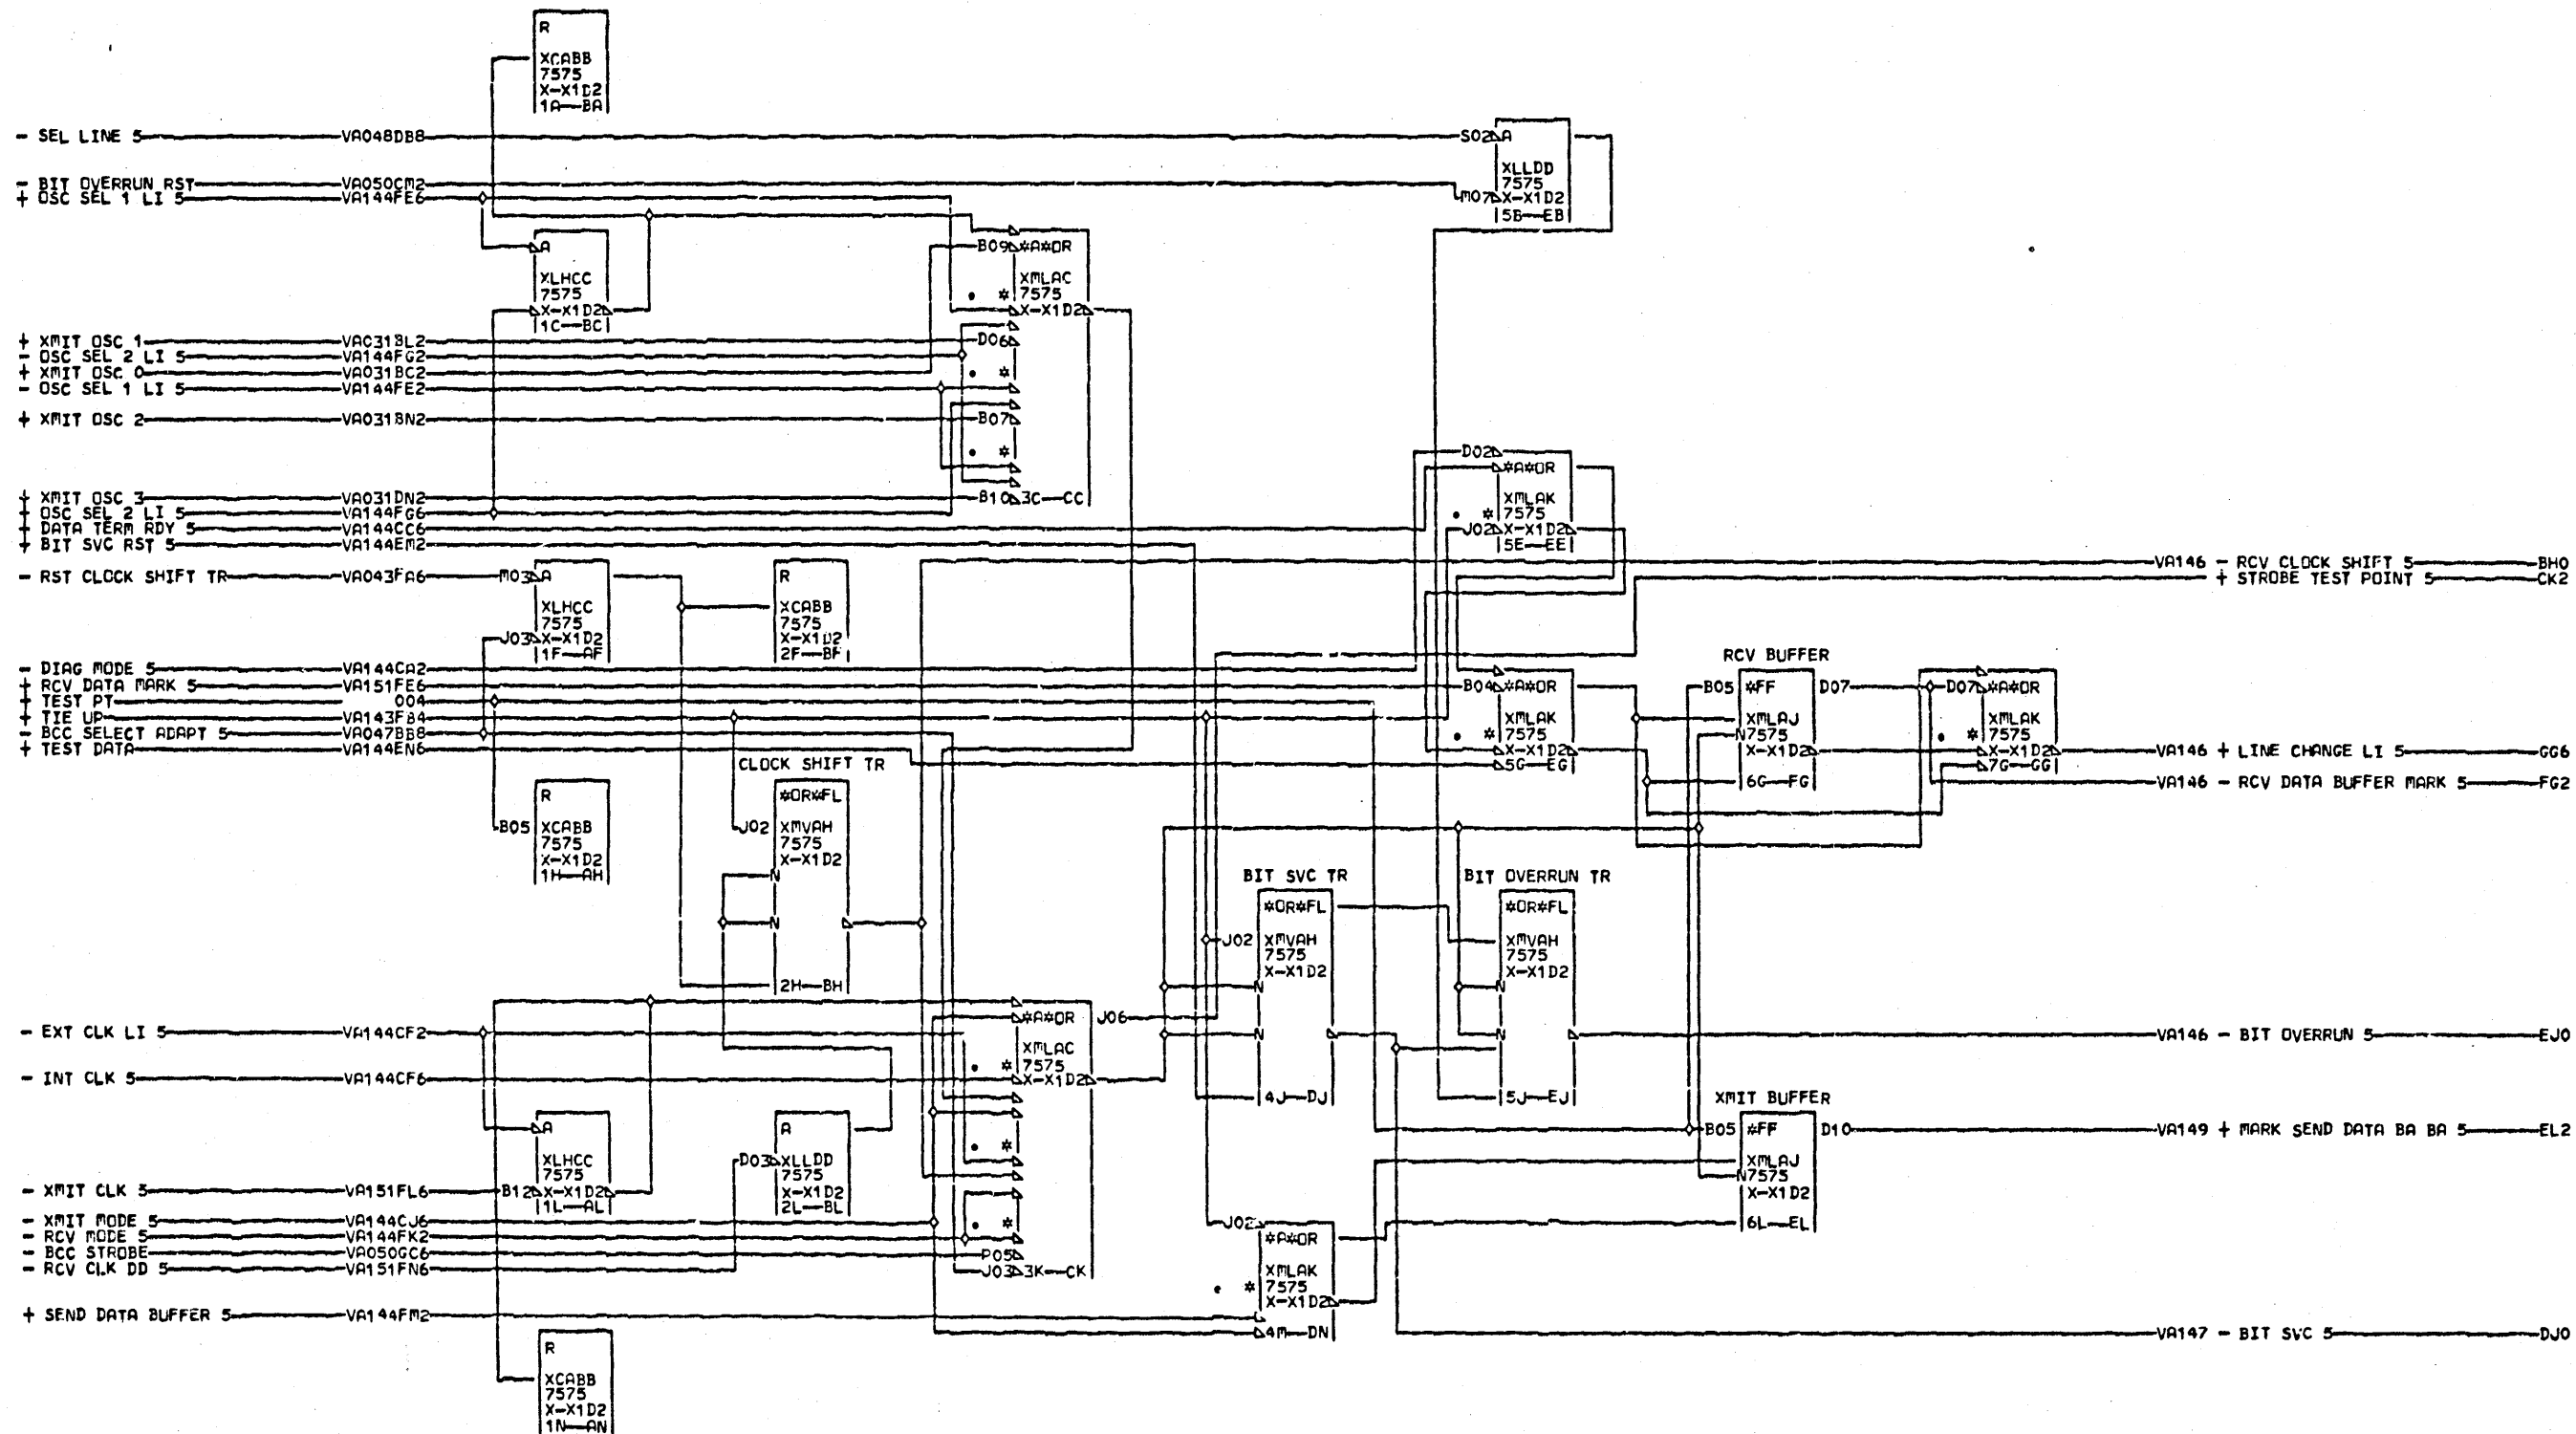 R
XCABB
7575
X-X1D2
1A—BA
- SEL LINE 5 VA048DB8 S02 A
XLLDD
7575
- BIT OVERRUN RST VA050CM2 M07 X-X1D2
+ OSC SEL 1 LI 5 VA144FE6
5B—EB
A
XLHCC
7575
X-X1D2
1C—BC
B09 *A*OR
XMLAC
* 7575
X-X1D2
+ XMIT OSC 1 VA031BL2 D06
- OSC SEL 2 LI 5 VA144FG2
+ XMIT OSC 0 VA031BC2 *
- OSC SEL 1 LI 5 VA144FE2
+ XMIT OSC 2 VA031BN2 B07
*
+ XMIT OSC 3 VA031DN2 B10 3C—CC
+ OSC SEL 2 LI 5 VA144FG6
+ DATA TERM RDY 5 VA144CC6
+ BIT SVC RST 5 VA144EM2
D02
*A*OR
XMLAK
* 7575
J02 X-X1D2
5E—EE
- RST CLOCK SHIFT TR VA043FA6 M03 A
XLHCC
7575
J03 X-X1D2
1F—AF
R
XCABB
7575
X-X1D2
2F—BF
VA146 - RCV CLOCK SHIFT 5 BH0
+ STROBE TEST POINT 5 CK2
- DIAG MODE 5 VA144CA2
+ RCV DATA MARK 5 VA151FE6
+ TEST PT 004
+ TIE UP VA143FB4
- BCC SELECT ADAPT 5 VA047BB8
+ TEST DATA VA144EN6
B04 *A*OR
XMLAK
* 7575
X-X1D2
5G—EG
RCV BUFFER
B05 *FF D07
XMLAJ
N7575
X-X1D2
6G—FG
D07 *A*OR
XMLAK
* 7575
X-X1D2
7G—GG
VA146 + LINE CHANGE LI 5 GG6
VA146 - RCV DATA BUFFER MARK 5 FG2
R
B05 XCABB
7575
X-X1D2
1H—AH
CLOCK SHIFT TR
*OR*FL
J02 XMVAH
7575
X-X1D2
N
N
2H—BH
BIT SVC TR
*OR*FL
J02 XMVAH
7575
X-X1D2
N
N
4J—DJ
BIT OVERRUN TR
*OR*FL
XMVAH
7575
X-X1D2
N
N
5J—EJ
VA146 - BIT OVERRUN 5 EJ0
- EXT CLK LI 5 VA144CF2
- INT CLK 5 VA144CF6
*A*OR J06
XMLAC
7575
* X-X1D2
*
*
P05
J03 3K—CK
A
XLHCC
7575
B12 X-X1D2
1L—AL
A
D03 XLLDD
7575
X-X1D2
2L—BL
- XMIT CLK 5 VA151FL6
- XMIT MODE 5 VA144CJ6
- RCV MODE 5 VA144FK2
- BCC STROBE VA050GC6
- RCV CLK DD 5 VA151FN6
XMIT BUFFER
B05 *FF D10
XMLAJ
N7575
X-X1D2
6L—EL
VA149 + MARK SEND DATA BA BA 5 EL2
J02
*A*OR
XMLAK
* 7575
X-X1D2
4M—DN
+ SEND DATA BUFFER 5 VA144FM2
VA147 - BIT SVC 5 DJ0
R
XCABB
7575
X-X1D2
1N—AN